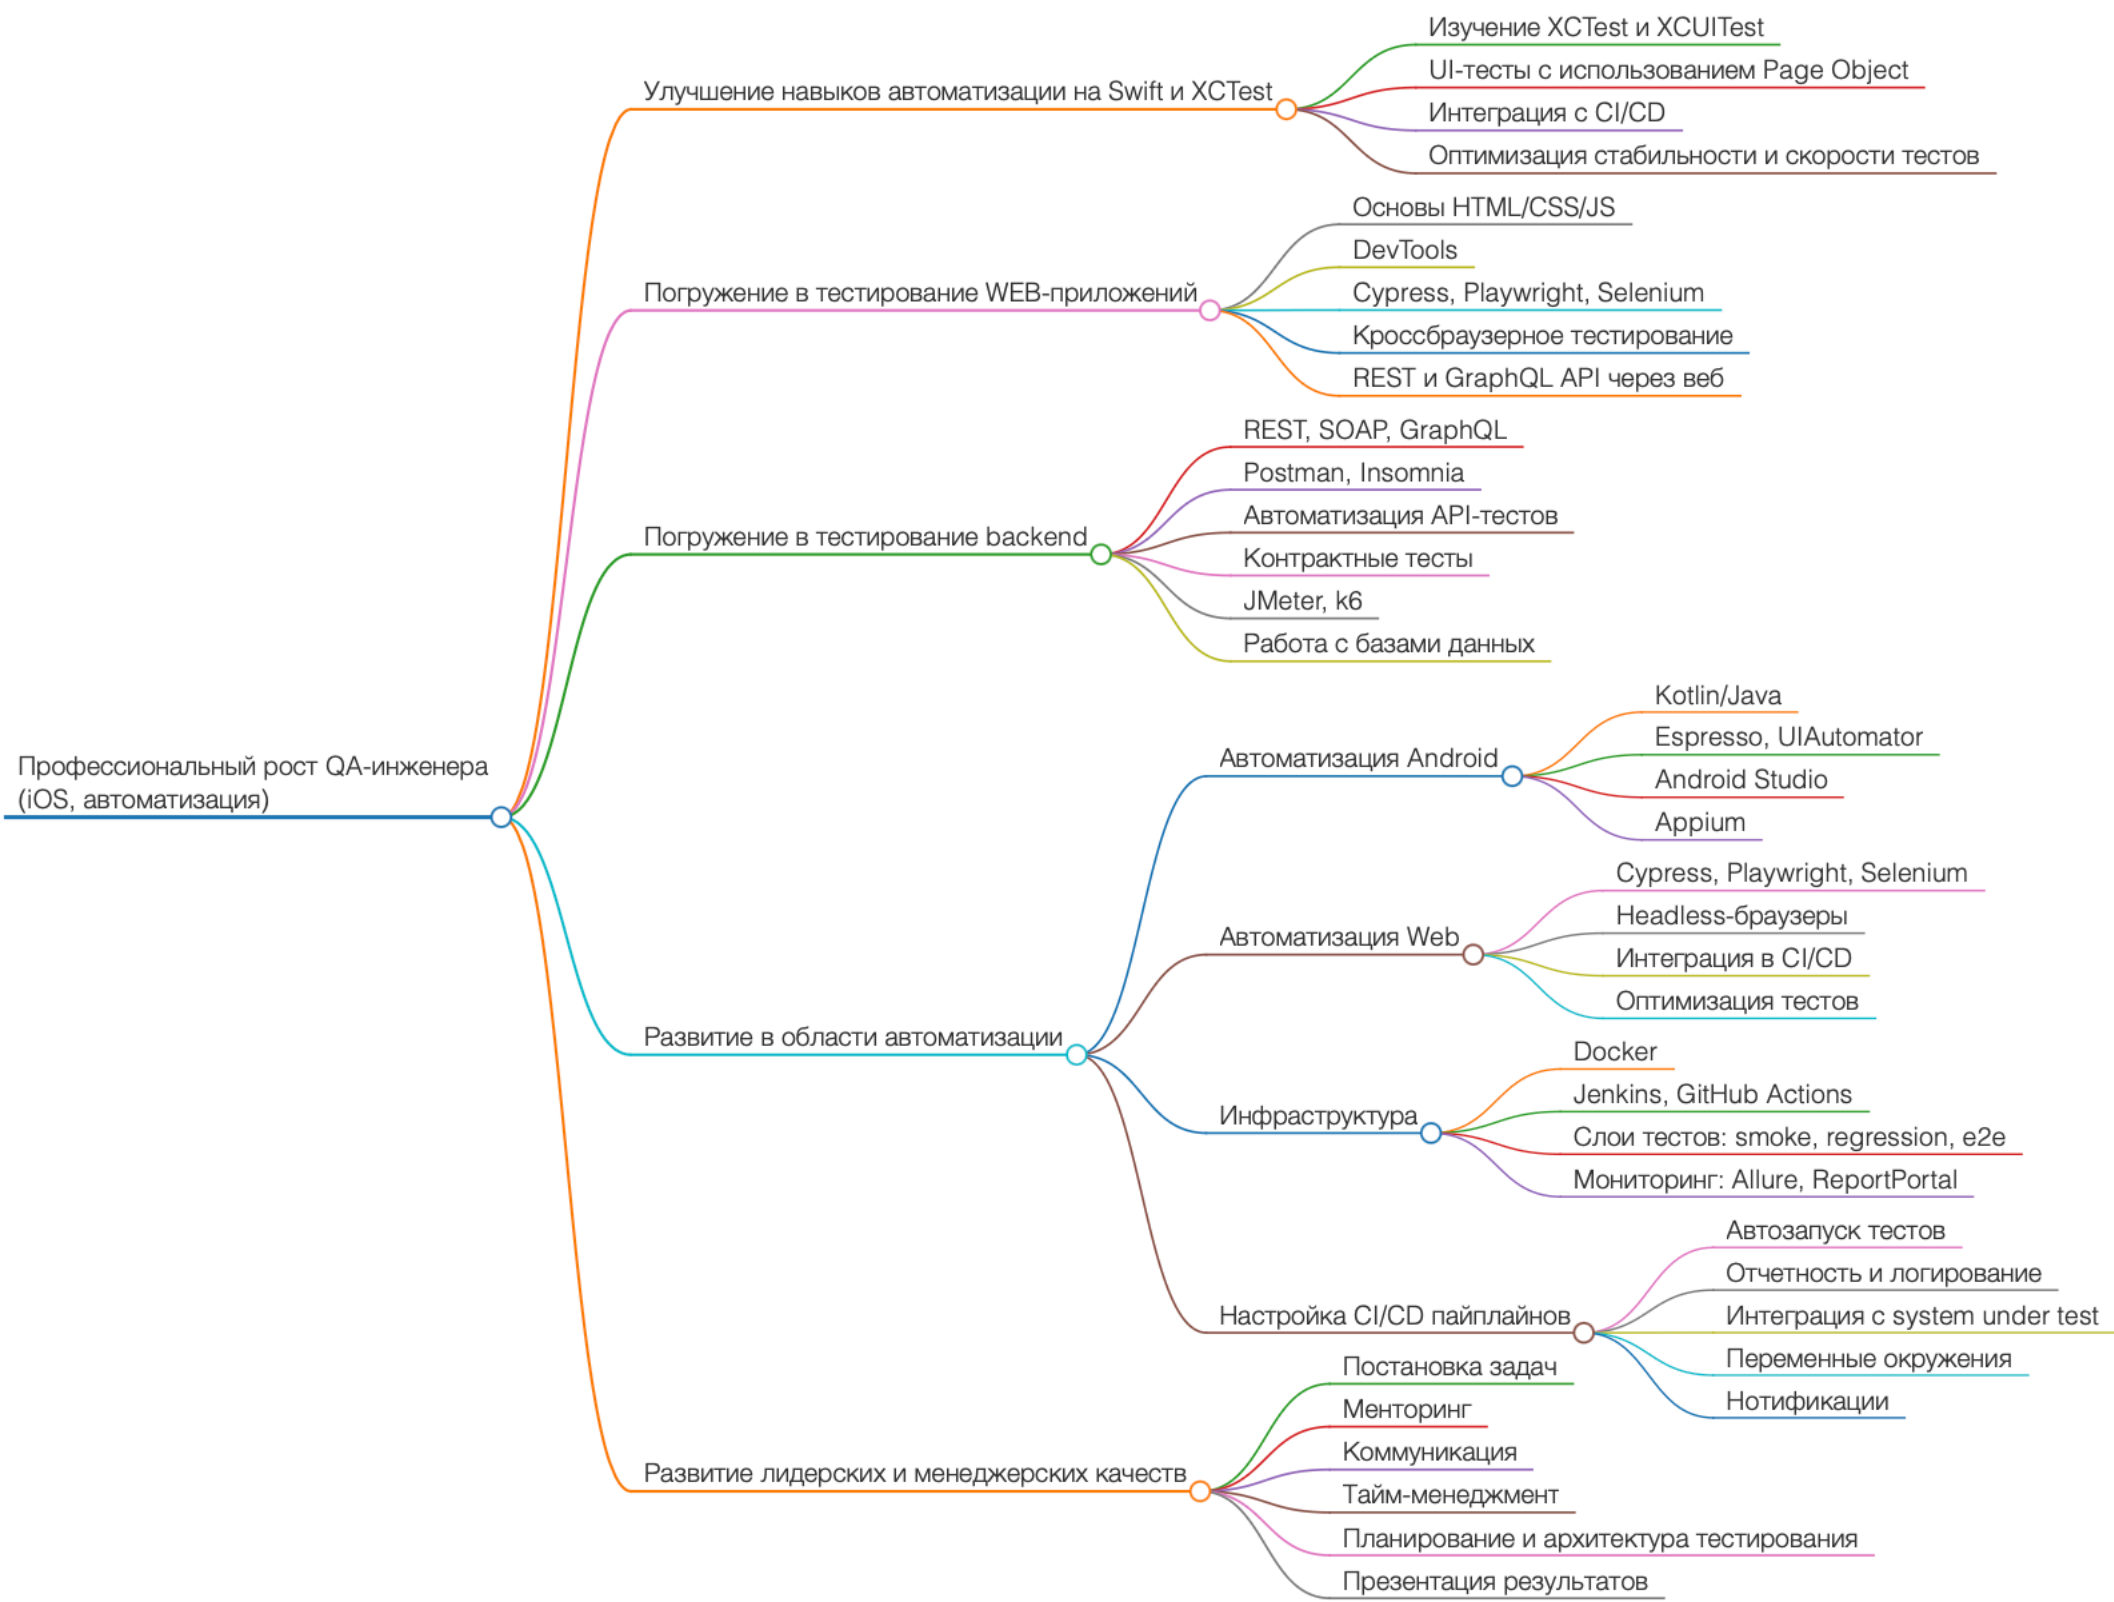 Профессиональный рост QA-инженера
(iOS, автоматизация)
Улучшение навыков автоматизации на Swift и XCTest
Изучение XCTest и XCUITest
UI-тесты с использованием Page Object
Интеграция с CI/CD
Оптимизация стабильности и скорости тестов
Погружение в тестирование WEB-приложений
Основы HTML/CSS/JS
DevTools
Cypress, Playwright, Selenium
Кроссбраузерное тестирование
REST и GraphQL API через веб
Погружение в тестирование backend
REST, SOAP, GraphQL
Postman, Insomnia
Автоматизация API-тестов
Контрактные тесты
JMeter, k6
Работа с базами данных
Развитие в области автоматизации
Автоматизация Android
Kotlin/Java
Espresso, UIAutomator
Android Studio
Appium
Автоматизация Web
Cypress, Playwright, Selenium
Headless-браузеры
Интеграция в CI/CD
Оптимизация тестов
Инфраструктура
Docker
Jenkins, GitHub Actions
Слои тестов: smoke, regression, e2e
Мониторинг: Allure, ReportPortal
Настройка CI/CD пайплайнов
Автозапуск тестов
Отчетность и логирование
Интеграция с system under test
Переменные окружения
Нотификации
Развитие лидерских и менеджерских качеств
Постановка задач
Менторинг
Коммуникация
Тайм-менеджмент
Планирование и архитектура тестирования
Презентация результатов